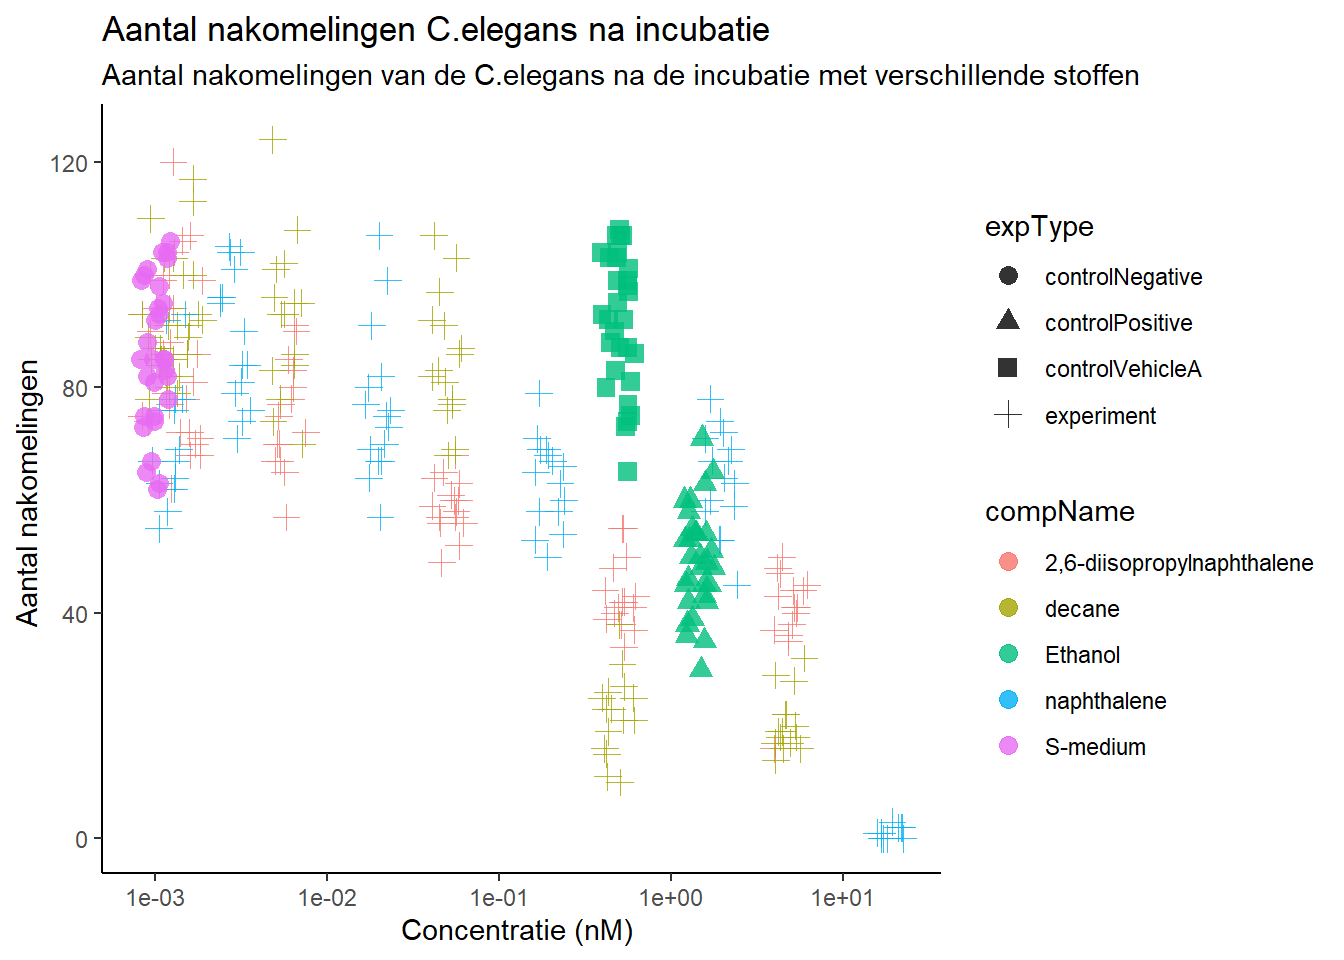 Aantal nakomelingen C.elegans na incubatie
Aantal nakomelingen van de C.elegans na de incubatie met verschillende stoffen
Aantal nakomelingen
120
80
40
0
1e-03
1e-02
1e-01
1e+00
1e+01
Concentratie (nM)
expType
controlNegative
controlPositive
controlVehicleA
experiment
compName
2,6-diisopropylnaphthalene
decane
Ethanol
naphthalene
S-medium